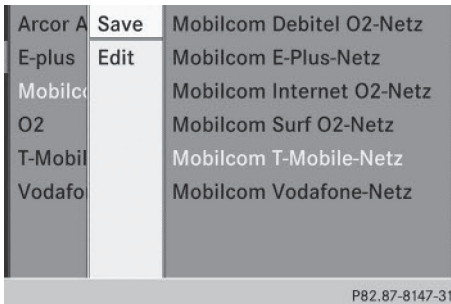 Arcor A
E-plus
Mobilco
O2
T-Mobil
Vodafo
Save
Edit
Mobilcom Debitel O2-Netz
Mobilcom E-Plus-Netz
Mobilcom Internet O2-Netz
Mobilcom Surf O2-Netz
Mobilcom T-Mobile-Netz
Mobilcom Vodafone-Netz
P82.87-8147-31